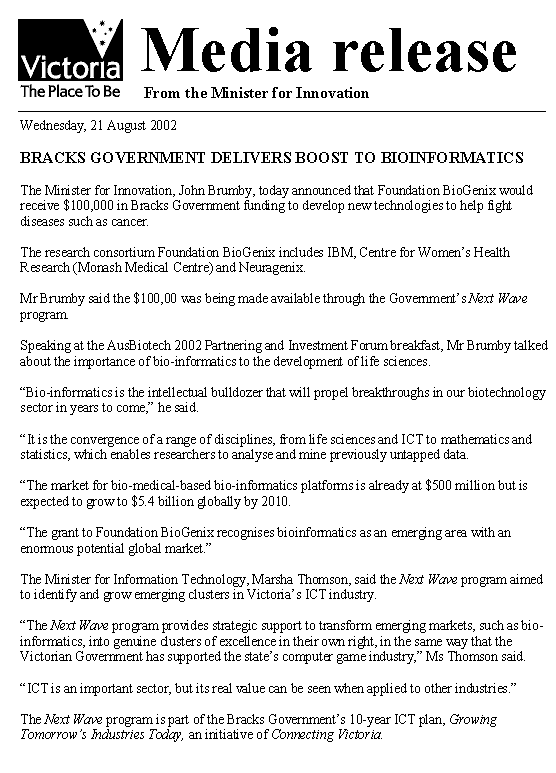 Victoria
The Place To Be
Media release
From the Minister for Innovation
Wednesday, 21 August 2002
BRACKS GOVERNMENT DELIVERS BOOST TO BIOINFORMATICS
The Minister for Innovation, John Brumby, today announced that Foundation BioGenix would
receive $100,000 in Bracks Government funding to develop new technologies to help fight
diseases such as cancer.
The research consortium Foundation BioGenix includes IBM, Centre for Women's Health
Research (Monash Medical Centre) and Neuragenix.
Mr Brumby said the $100,00 was being made available through the Government's Next Wave
program.
Speaking at the AusBiotech 2002 Partnering and Investment Forum breakfast, Mr Brumby talked
about the importance of bio-informatics to the development of life sciences.
“Bio-informatics is the intellectual bulldozer that will propel breakthroughs in our biotechnology
sector in years to come,” he said.
“It is the convergence of a range of disciplines, from life sciences and ICT to mathematics and
statistics, which enables researchers to analyse and mine previously untapped data.
“The market for bio-medical-based bio-informatics platforms is already at $500 million but is
expected to grow to $5.4 billion globally by 2010.
“The grant to Foundation BioGenix recognises bioinformatics as an emerging area with an
enormous potential global market.”
The Minister for Information Technology, Marsha Thomson, said the Next Wave program aimed
to identify and grow emerging clusters in Victoria's ICT industry.
“The Next Wave program provides strategic support to transform emerging markets, such as bio-
informatics, into genuine clusters of excellence in their own right, in the same way that the
Victorian Government has supported the state's computer game industry,” Ms Thomson said.
“ICT is an important sector, but its real value can be seen when applied to other industries.”
The Next Wave program is part of the Bracks Government's 10-year ICT plan, Growing
Tomorrow's Industries Today, an initiative of Connecting Victoria.